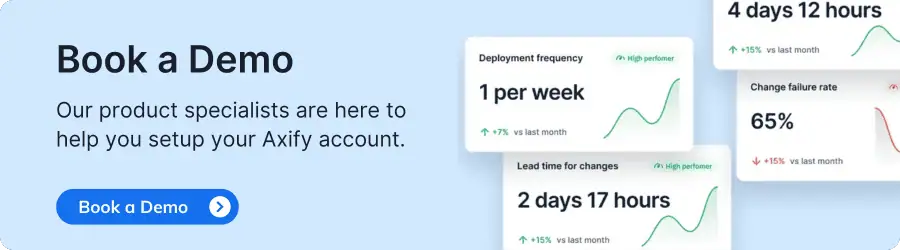 Book a Demo
Our product specialists are here to
help you setup your Axify account.
Book a Demo
Deployment frequency
High perfomer
1 per week
+7% vs last month
Lead time for changes
High perfomer
2 days 17 hours
+15% vs last month
4 days 12 hours
+15% vs last month
Change failure rate
65%
+15% vs last month